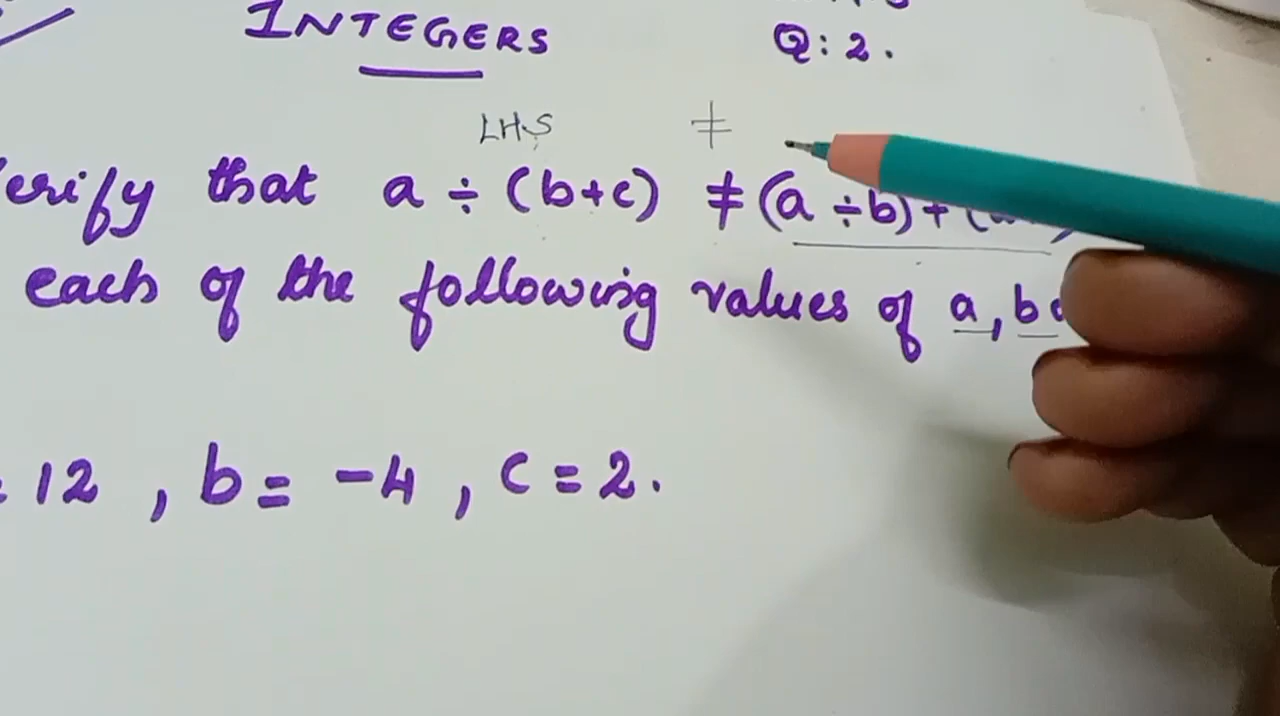 INTEGERS
Q: 2.
LHS ≠
erify that a ÷ (b+c) ≠ (a ÷ b) + (a
each of the following values of a, b
12 , b = -4 , c = 2.